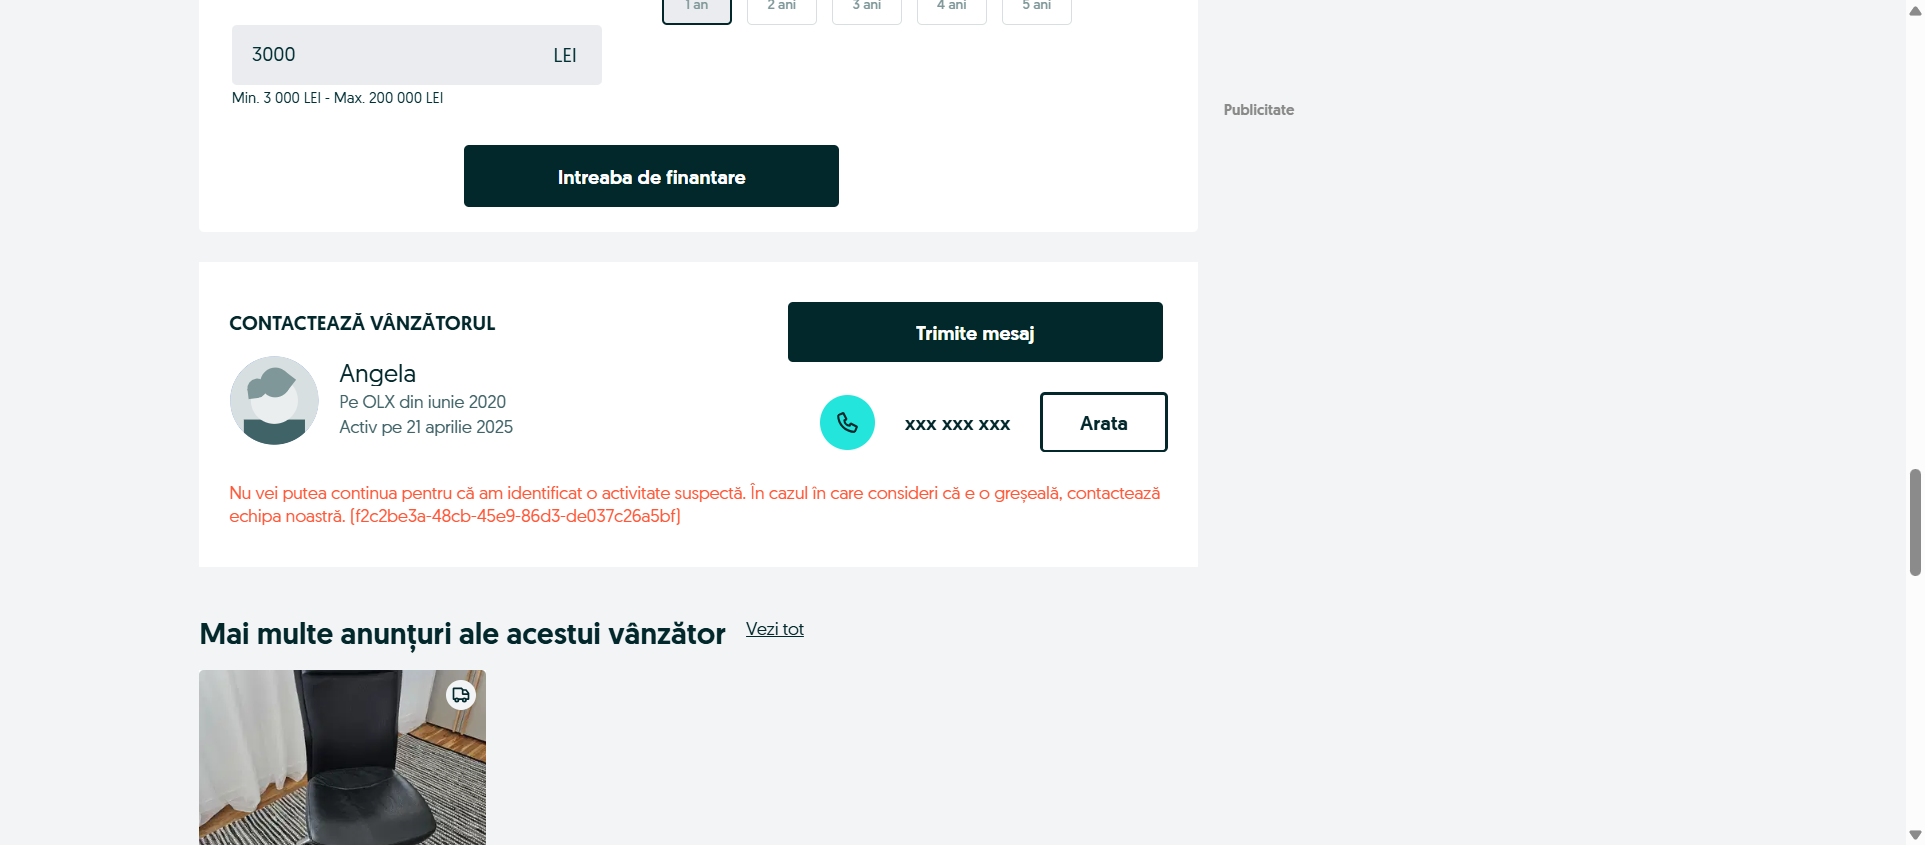 1 an 2 ani 3 ani 4 ani 5 ani
3000 LEI
Min. 3 000 LEI - Max. 200 000 LEI
Publicitate
Intreaba de finantare
CONTACTEAZĂ VÂNZĂTORUL
Trimite mesaj
Angela
Pe OLX din iunie 2020
Activ pe 21 aprilie 2025
xxx xxx xxx
Arata
Nu vei putea continua pentru că am identificat o activitate suspectă. În cazul în care consideri că e o greșeală, contactează
echipa noastră. (f2c2be3a-48cb-45e9-86d3-de037c26a5bf)
Mai multe anunțuri ale acestui vânzător Vezi tot